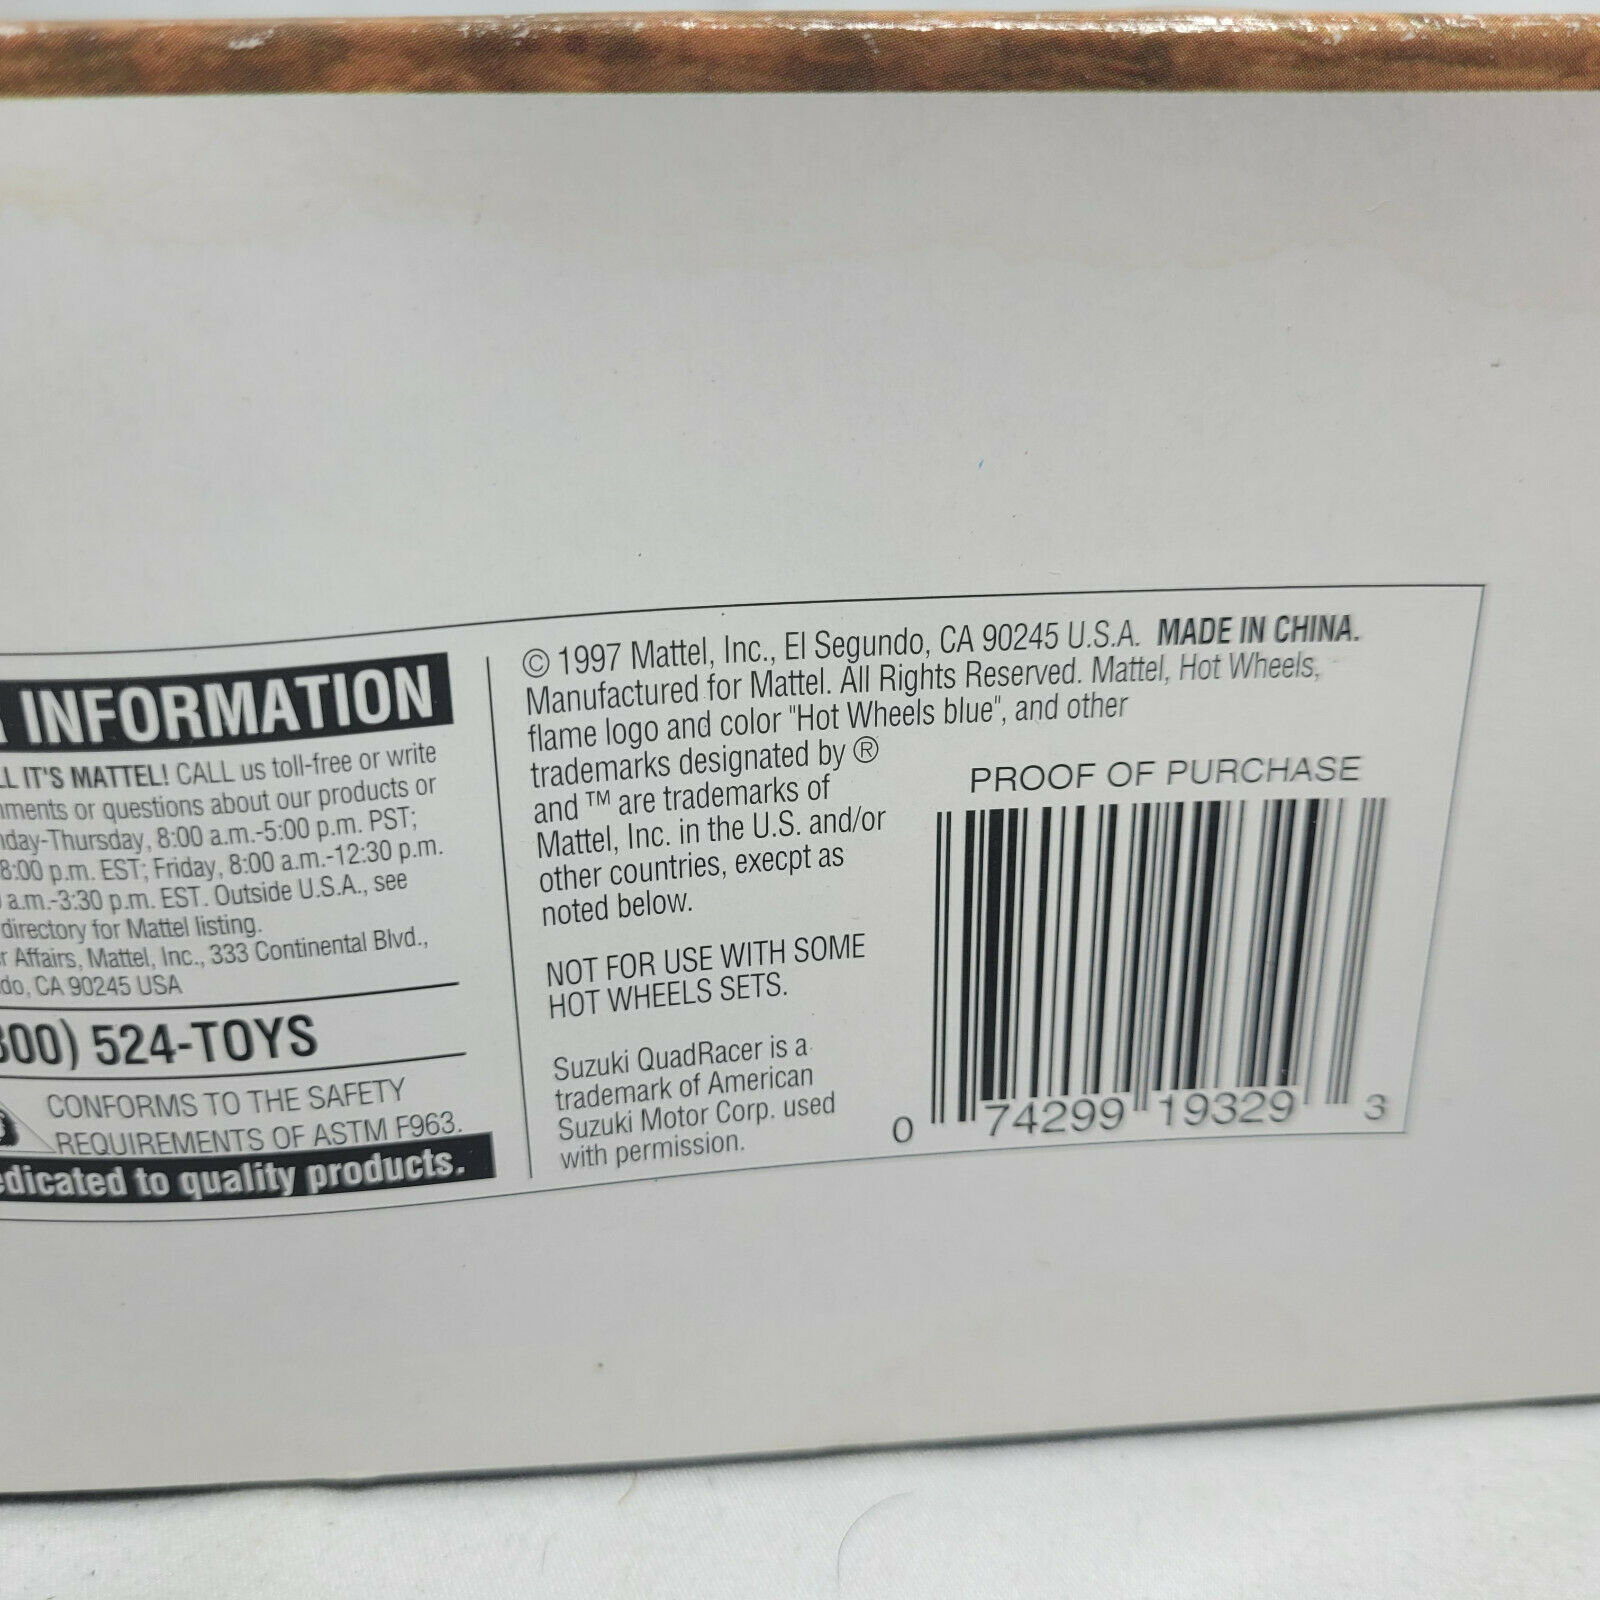 INFORMATION
IT'S MATTEL! CALL us toll-free or write
or questions about our products or
8:00 a.m.-5:00 p.m. PST;
8:00 p.m. EST; Friday, 8:00 a.m.-12:30 p.m.
a.m.-3:30 p.m. EST. Outside U.S.A., see
directory for Mattel listing.
Affairs, Mattel, Inc., 333 Continental Blvd.,
CA 90245 USA
524-TOYS
CONFORMS TO THE SAFETY
REQUIREMENTS OF ASTM F963.
to quality products.
© 1997 Mattel, Inc., El Segundo, CA 90245 U.S.A. MADE IN CHINA.
Manufactured for Mattel. All Rights Reserved. Mattel, Hot Wheels,
flame logo and color "Hot Wheels blue", and other
trademarks designated by ®
and ™ are trademarks of
Mattel, Inc. in the U.S. and/or
other countries, execpt as
noted below.
NOT FOR USE WITH SOME
HOT WHEELS SETS.
Suzuki QuadRacer is a
trademark of American
Suzuki Motor Corp. used
with permission.
PROOF OF PURCHASE
0 74299 19329 3